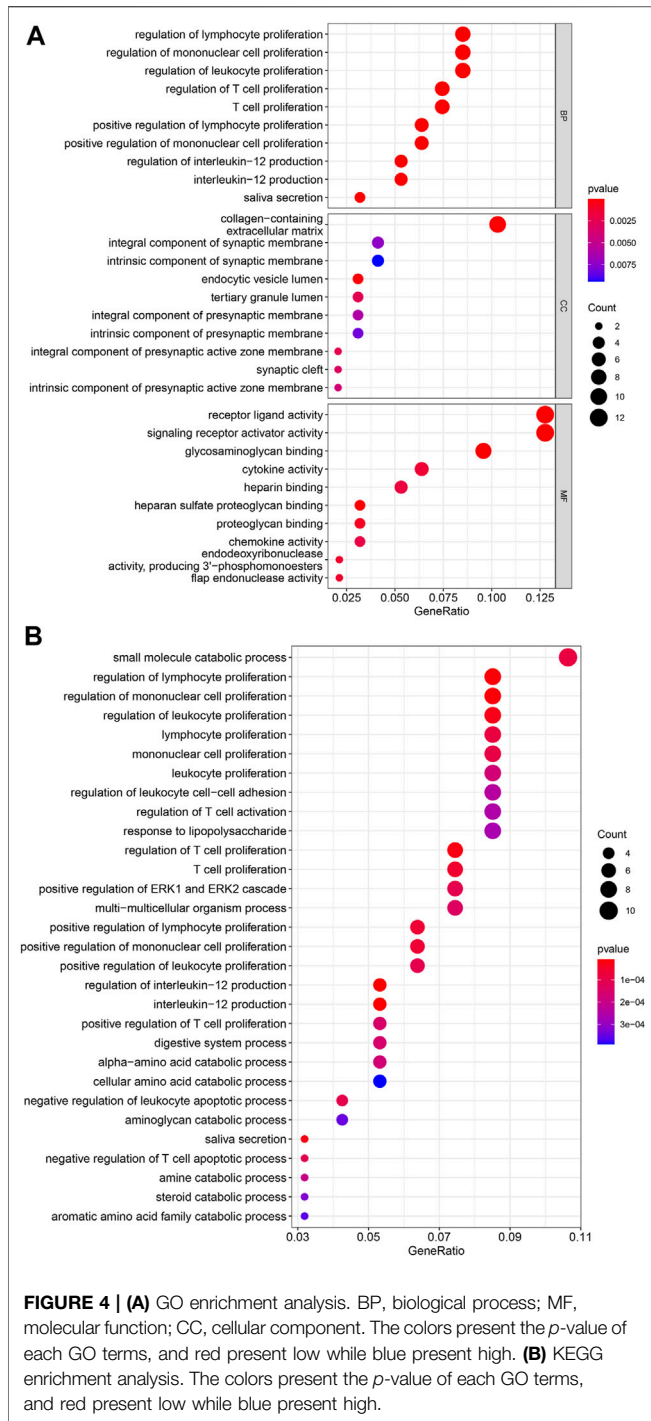 A
regulation of lymphocyte proliferation
regulation of mononuclear cell proliferation
regulation of leukocyte proliferation
regulation of T cell proliferation
T cell proliferation
positive regulation of lymphocyte proliferation
positive regulation of mononuclear cell proliferation
regulation of interleukin-12 production
interleukin-12 production
saliva secretion
BP
collagen-containing
extracellular matrix
integral component of synaptic membrane
intrinsic component of synaptic membrane
endocytic vesicle lumen
tertiary granule lumen
integral component of presynaptic membrane
intrinsic component of presynaptic membrane
integral component of presynaptic active zone membrane
synaptic cleft
intrinsic component of presynaptic active zone membrane
CC
receptor ligand activity
signaling receptor activator activity
glycosaminoglycan binding
cytokine activity
heparin binding
heparan sulfate proteoglycan binding
proteoglycan binding
chemokine activity
endodeoxyribonuclease
activity, producing 3'-phosphomonoesters
flap endonuclease activity
MF
0.025 0.050 0.075 0.100 0.125
GeneRatio
pvalue
0.0025
0.0050
0.0075
Count
2
4
6
8
10
12
B
small molecule catabolic process
regulation of lymphocyte proliferation
regulation of mononuclear cell proliferation
regulation of leukocyte proliferation
lymphocyte proliferation
mononuclear cell proliferation
leukocyte proliferation
regulation of leukocyte cell-cell adhesion
regulation of T cell activation
response to lipopolysaccharide
regulation of T cell proliferation
T cell proliferation
positive regulation of ERK1 and ERK2 cascade
multi-multicellular organism process
positive regulation of lymphocyte proliferation
positive regulation of mononuclear cell proliferation
positive regulation of leukocyte proliferation
regulation of interleukin-12 production
interleukin-12 production
positive regulation of T cell proliferation
digestive system process
alpha-amino acid catabolic process
cellular amino acid catabolic process
negative regulation of leukocyte apoptotic process
aminoglycan catabolic process
saliva secretion
negative regulation of T cell apoptotic process
amine catabolic process
steroid catabolic process
aromatic amino acid family catabolic process
0.03 0.05 0.07 0.09 0.11
GeneRatio
Count
4
6
8
10
pvalue
1e-04
2e-04
3e-04
FIGURE 4 | (A) GO enrichment analysis. BP, biological process; MF,
molecular function; CC, cellular component. The colors present the p-value of
each GO terms, and red present low while blue present high. (B) KEGG
enrichment analysis. The colors present the p-value of each GO terms,
and red present low while blue present high.